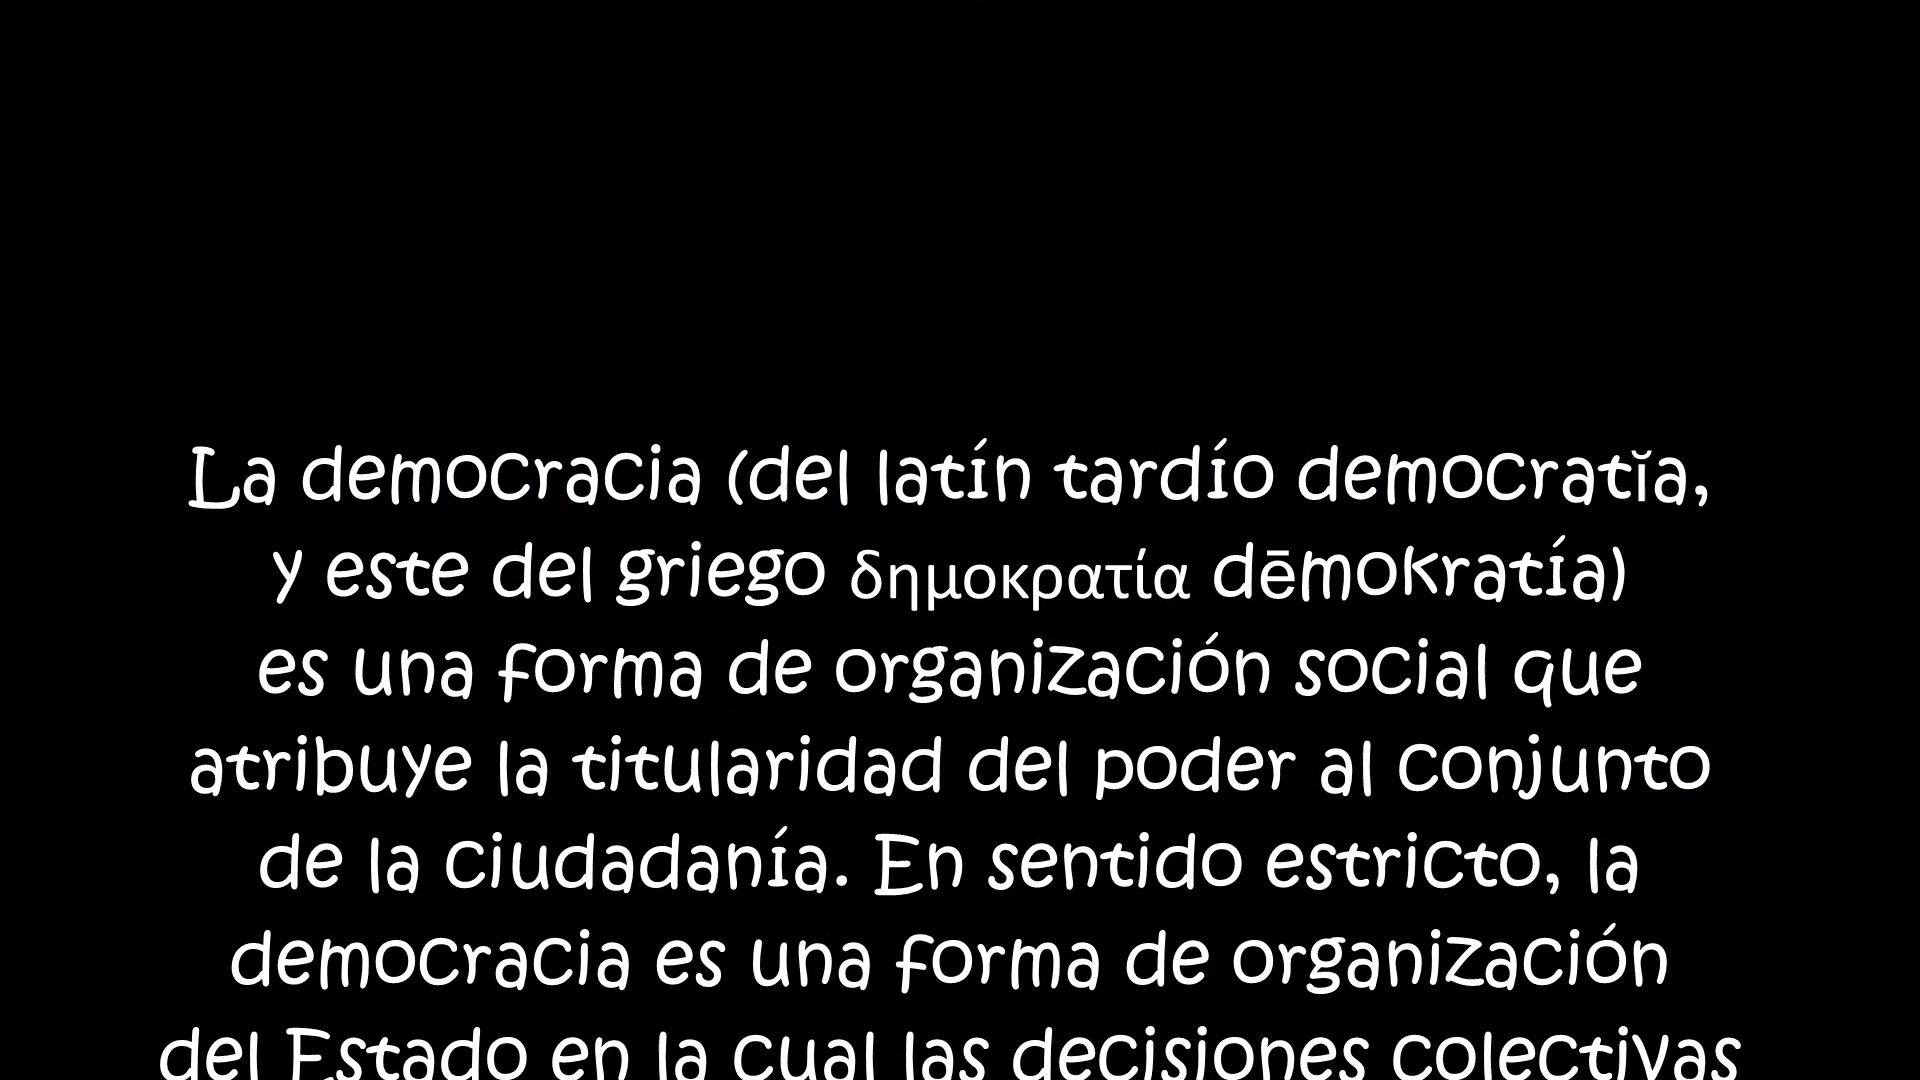 La democracia (del latín tardío democratĭa,
y este del griego δημοκρατία dēmokratía)
es una forma de organización social que
atribuye la titularidad del poder al conjunto
de la ciudadanía. En sentido estricto, la
democracia es una forma de organización
del Estado en la cual las decisiones colectivas